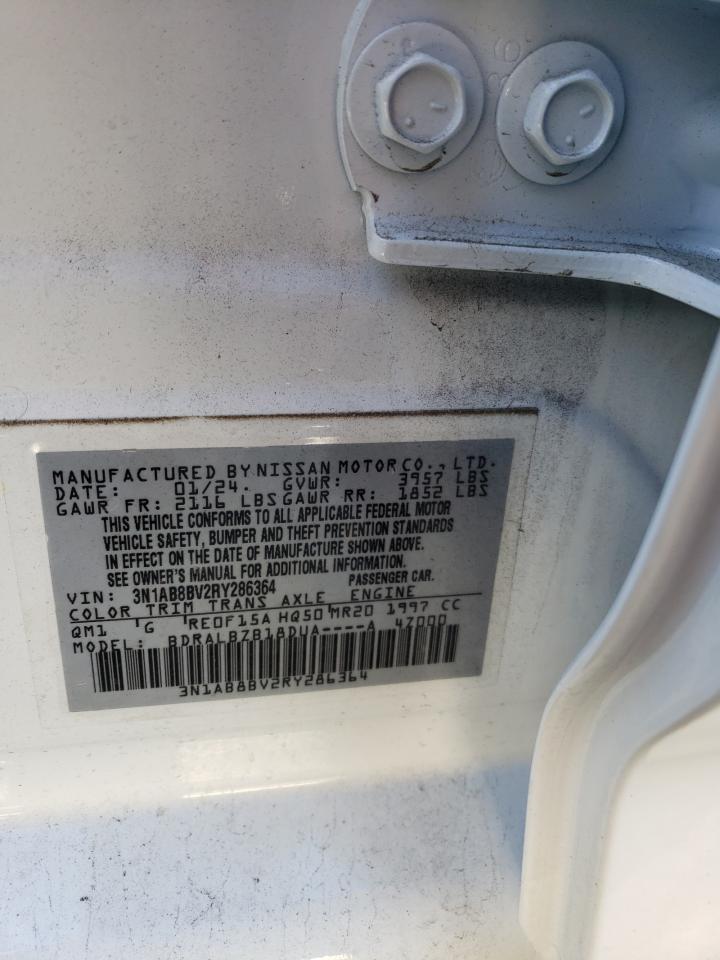 MANUFACTURED BY NISSAN MOTOR CO., LTD.
DATE: 01/24. GVWR: 3957 LBS
GAWR FR: 2116 LBS GAWR RR: 1852 LBS
THIS VEHICLE CONFORMS TO ALL APPLICABLE FEDERAL MOTOR
VEHICLE SAFETY, BUMPER AND THEFT PREVENTION STANDARDS
IN EFFECT ON THE DATE OF MANUFACTURE SHOWN ABOVE.
SEE OWNER'S MANUAL FOR ADDITIONAL INFORMATION.
VIN: 3N1AB8BV2RY286364 PASSENGER CAR.
COLOR TRIM TRANS AXLE ENGINE
QM1 G RE0F15A HQ50 MR20 1997 CC
MODEL: BDRALBZB18DUA----A 4Z000
3N1AB8BV2RY286364